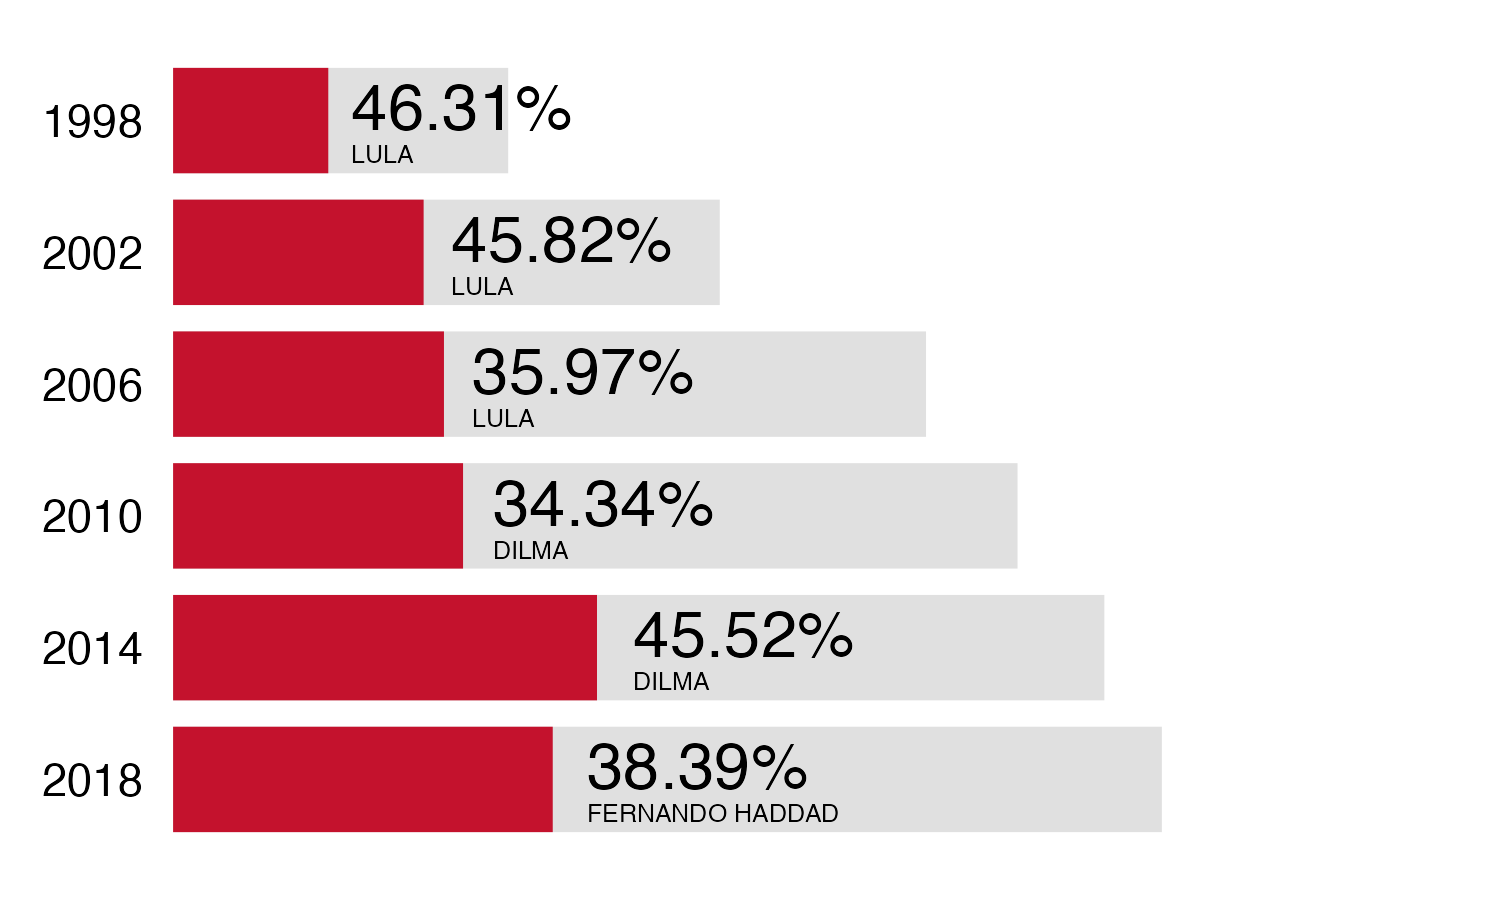 1998
46.31%
LULA
2002
45.82%
LULA
2006
35.97%
LULA
2010
34.34%
DILMA
2014
45.52%
DILMA
2018
38.39%
FERNANDO HADDAD